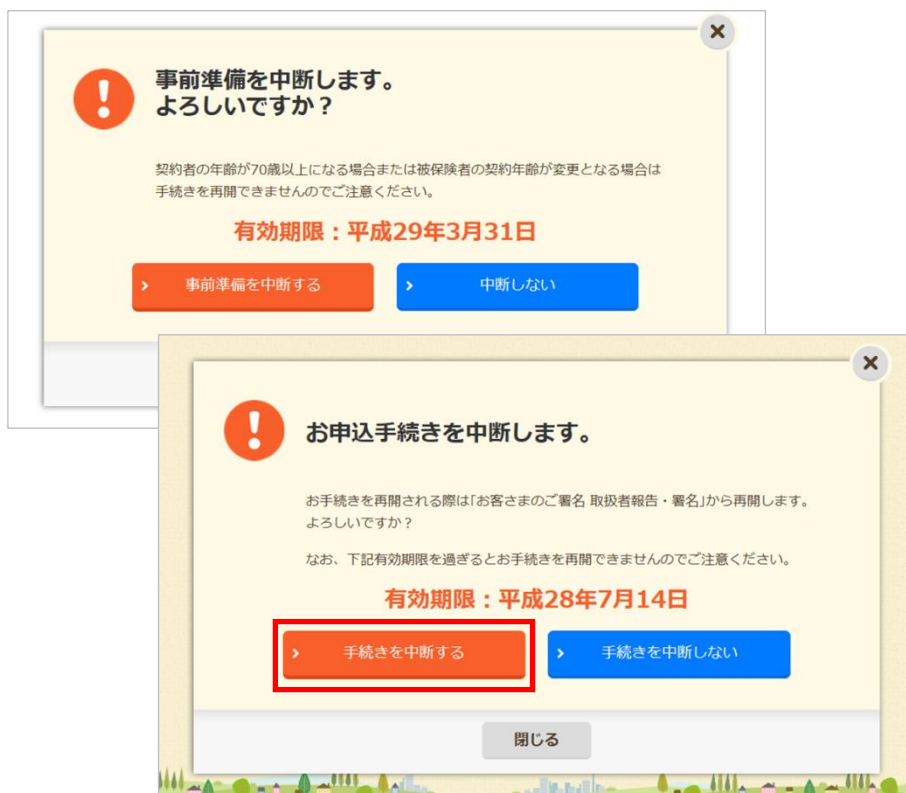 事前準備を中断します。
よろしいですか？
契約者の年齢が70歳以上になる場合または被保険者の契約年齢が変更となる場合は
手続きを再開できませんのでご注意ください。
有効期限：平成29年3月31日
事前準備を中断する
中断しない
お申込手続きを中断します。
お手続きを再開される際は「お客さまのご署名 取扱者報告・署名」から再開します。
よろしいですか？
なお、下記有効期限を過ぎるとお手続きを再開できませんのでご注意ください。
有効期限：平成28年7月14日
手続きを中断する
手続きを中断しない
閉じる